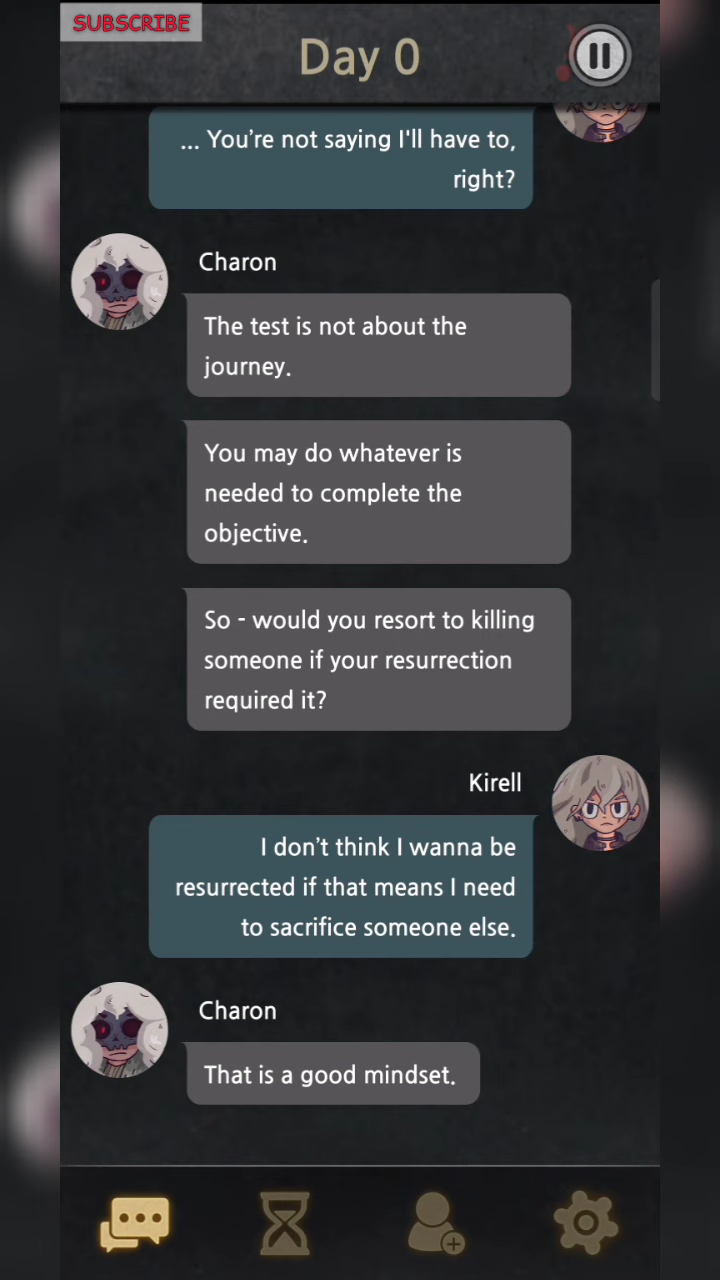 SUBSCRIBE
Day 0
... You’re not saying I'll have to,
right?
Charon
The test is not about the
journey.
You may do whatever is
needed to complete the
objective.
So - would you resort to killing
someone if your resurrection
required it?
Kirell
I don’t think I wanna be
resurrected if that means I need
to sacrifice someone else.
Charon
That is a good mindset.